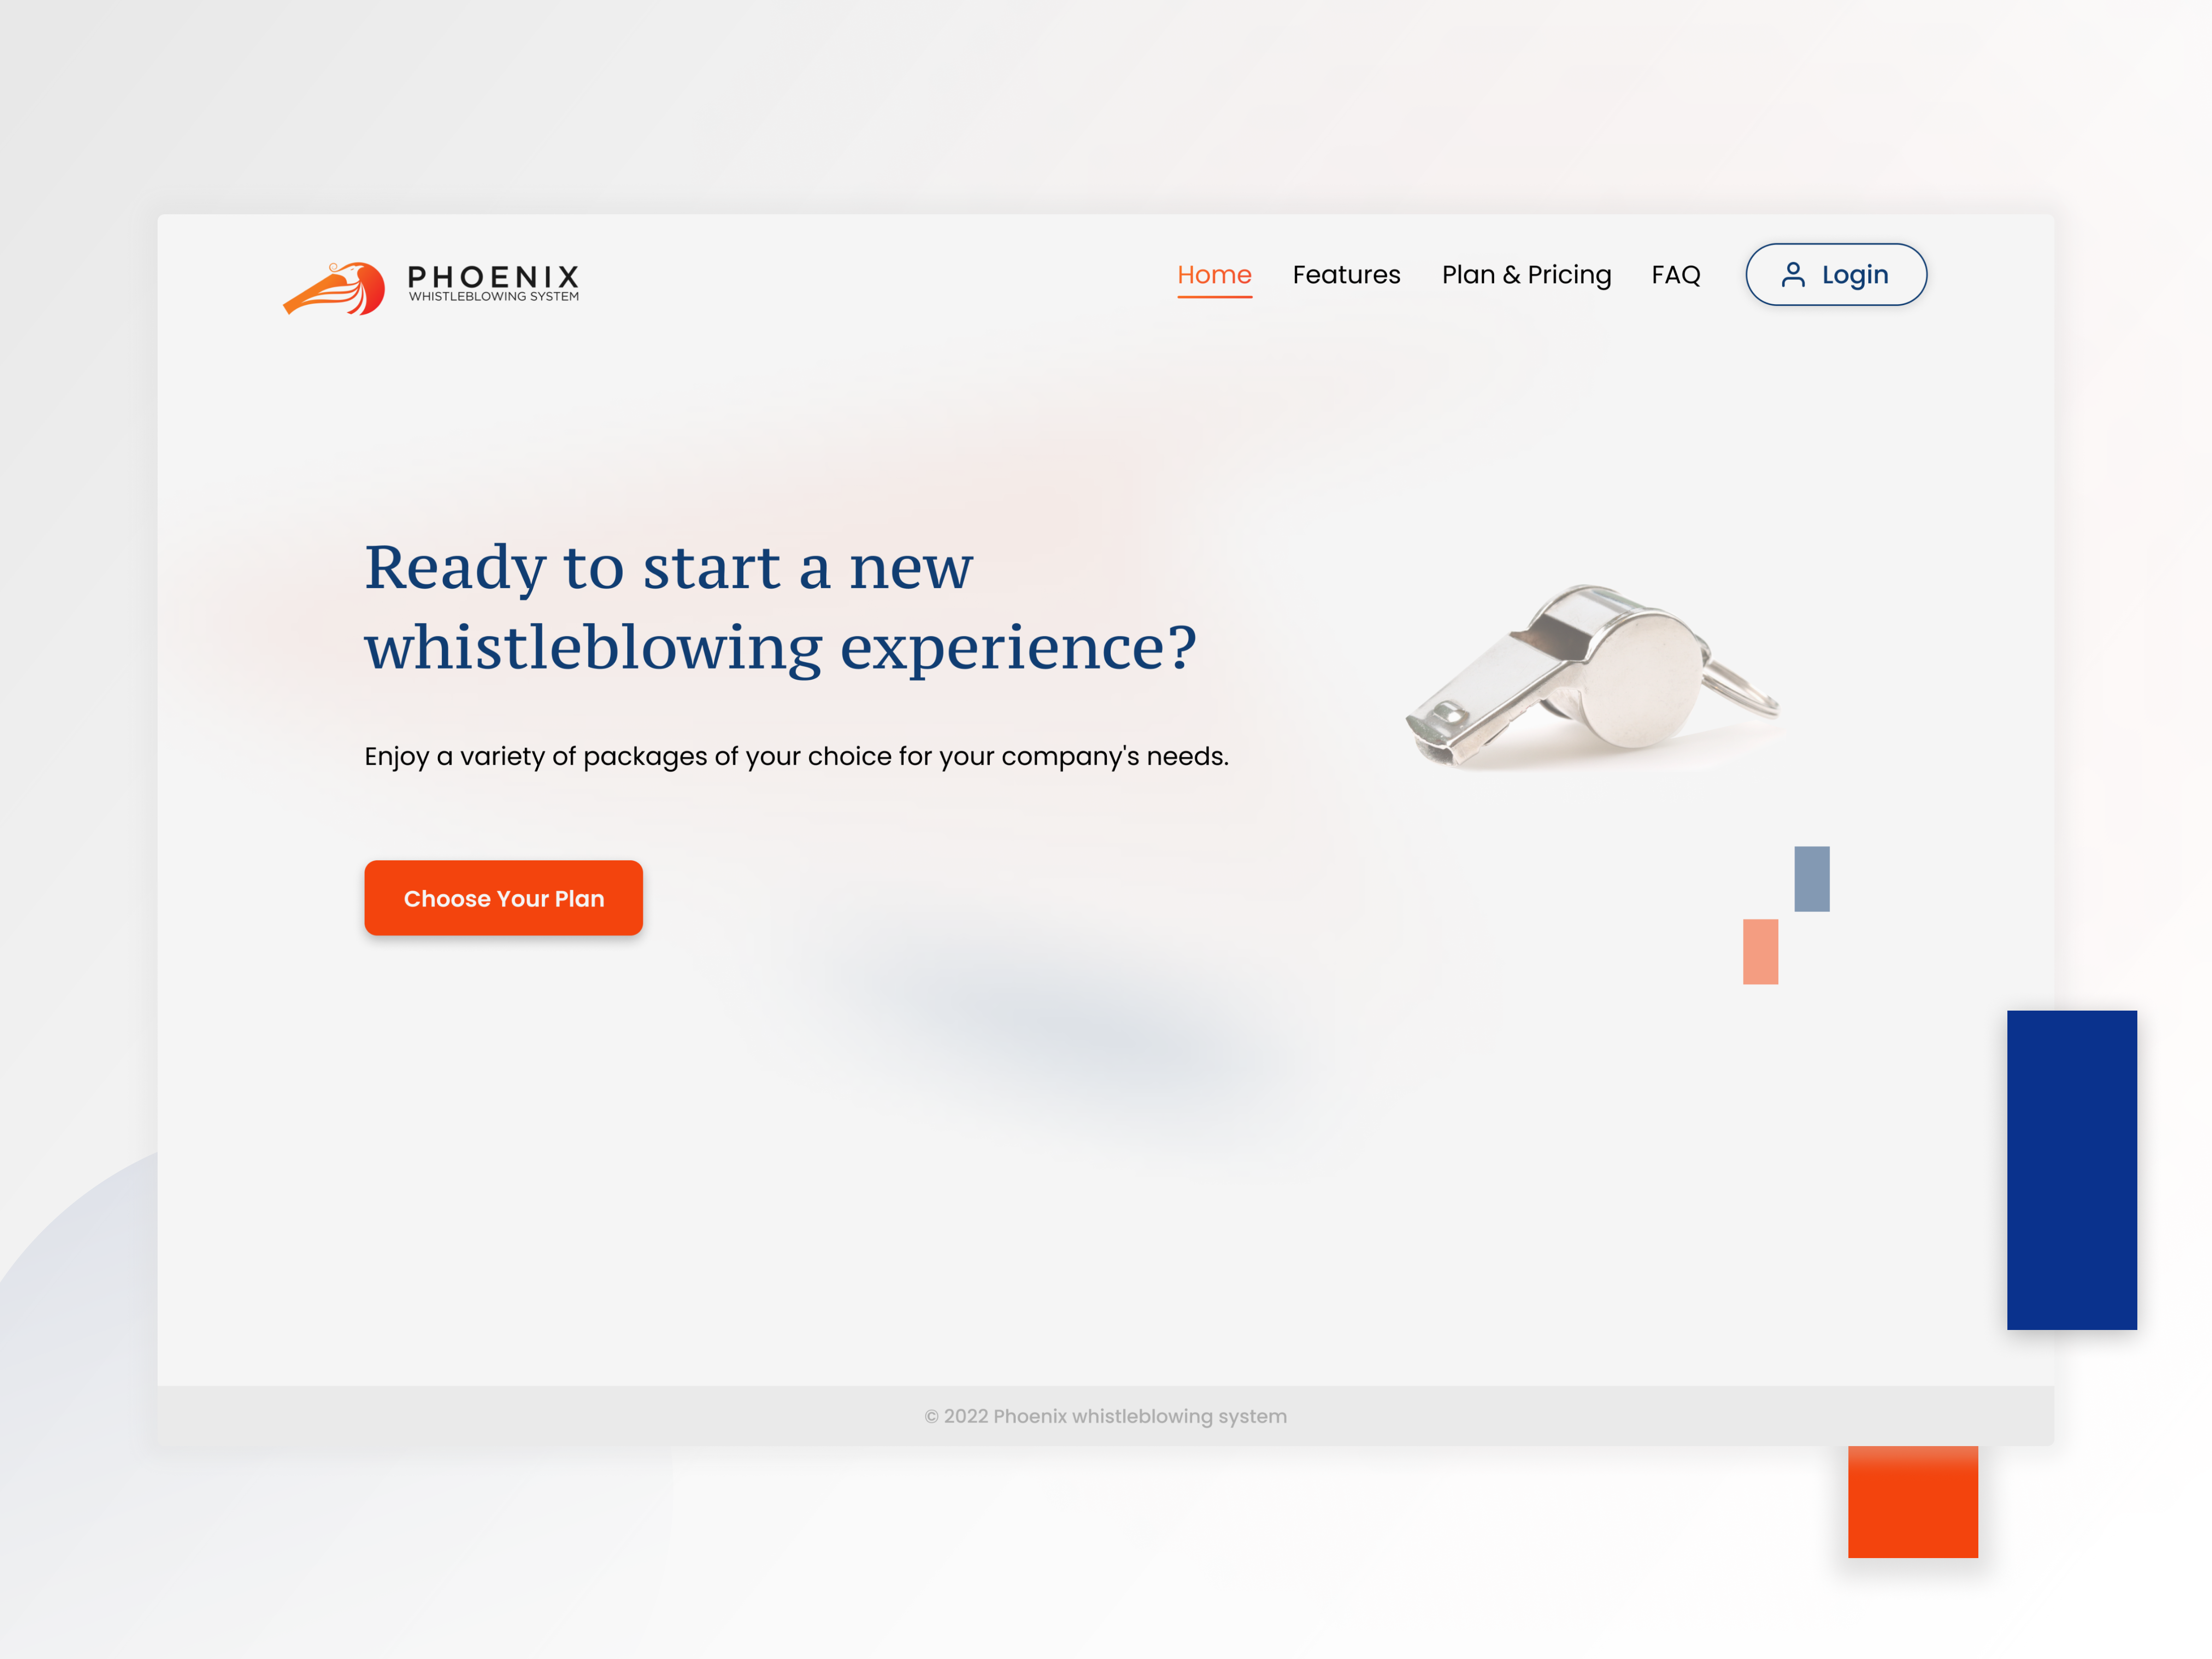 PHOENIX
WHISTLEBLOWING SYSTEM
Home Features Plan & Pricing FAQ Login
Ready to start a new
whistleblowing experience?
Enjoy a variety of packages of your choice for your company's needs.
Choose Your Plan
© 2022 Phoenix whistleblowing system